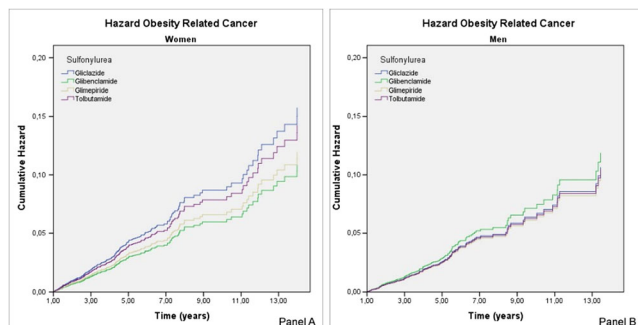 Hazard Obesity Related Cancer
Women
Sulfonylurea
Gliclazide
Glibenclamide
Glimepiride
Tolbutamide
Cumulative Hazard
0,20
0,15
0,10
0,05
0,00
1,00 3,00 5,00 7,00 9,00 11,00 13,00
Time (years)
Panel A
Hazard Obesity Related Cancer
Men
Sulfonylurea
Gliclazide
Glibenclamide
Glimepiride
Tolbutamide
Cumulative Hazard
0,20
0,15
0,10
0,05
0,00
1,00 3,00 5,00 7,00 9,00 11,00 13,00
Time (years)
Panel B